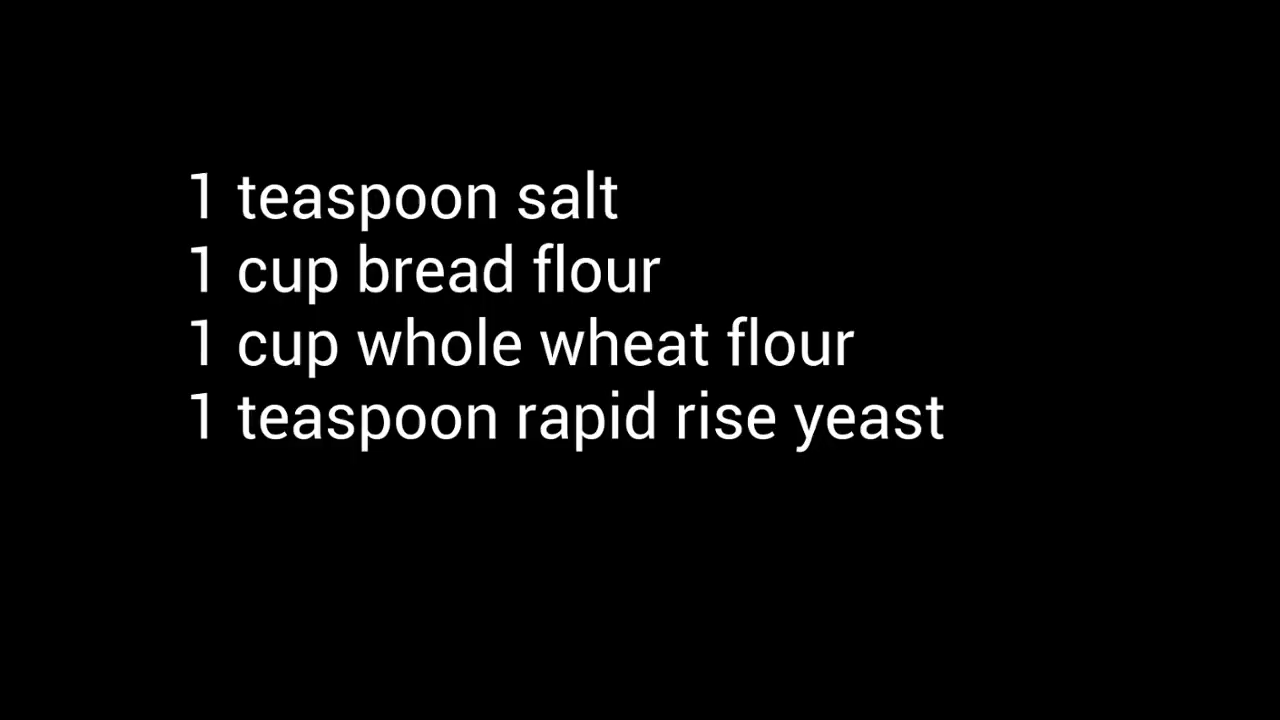 1 teaspoon salt
1 cup bread flour
1 cup whole wheat flour
1 teaspoon rapid rise yeast